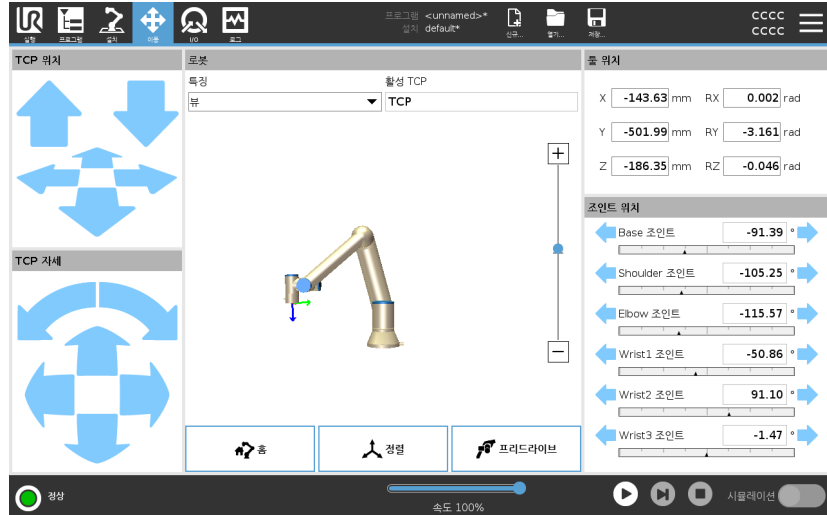 UR
프로그램 <unnamed>*
설치 default*
cccc
cccc
실행 프로그램 설치 이동 I/O 로그 신규... 열기... 저장...
TCP 위치
로봇
툴 위치
특징
활성 TCP
뷰
TCP
X -143.63 mm RX 0.002 rad
Y -501.99 mm RY -3.161 rad
Z -186.35 mm RZ -0.046 rad
조인트 위치
Base 조인트 -91.39 °
Shoulder 조인트 -105.25 °
Elbow 조인트 -115.57 °
Wrist1 조인트 -50.86 °
Wrist2 조인트 91.10 °
Wrist3 조인트 -1.47 °
TCP 자세
홈
정렬
프리드라이브
정상
속도 100%
시뮬레이션